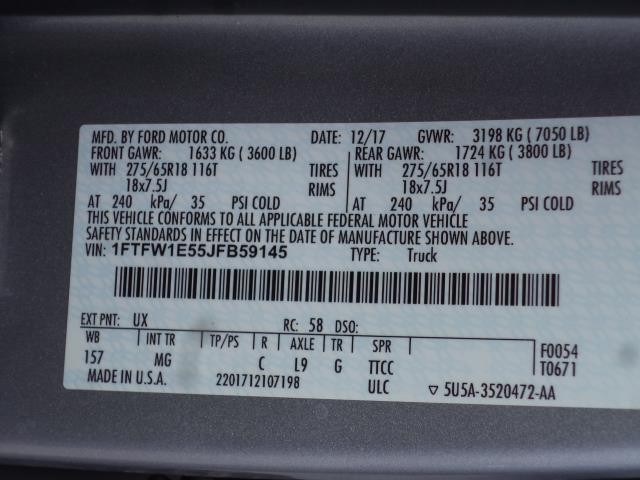 MFD. BY FORD MOTOR CO. DATE: 12/17 GVWR: 3198 KG ( 7050 LB)
FRONT GAWR: 1633 KG ( 3600 LB) REAR GAWR: 1724 KG ( 3800 LB)
WITH 275/65R18 116T TIRES WITH 275/65R18 116T TIRES
18x7.5J RIMS 18x7.5J RIMS
AT 240 kPa/ 35 PSI COLD AT 240 kPa/ 35 PSI COLD
THIS VEHICLE CONFORMS TO ALL APPLICABLE FEDERAL MOTOR VEHICLE
SAFETY STANDARDS IN EFFECT ON THE DATE OF MANUFACTURE SHOWN ABOVE.
VIN: 1FTFW1E55JFB59145 TYPE: Truck
EXT PNT: UX RC: 58 DSO:
WB INT TR TP/PS R AXLE TR SPR F0054
157 MG C L9 G TTCC T0671
MADE IN U.S.A. 2201712107198 ULC ▽ 5U5A-3520472-AA